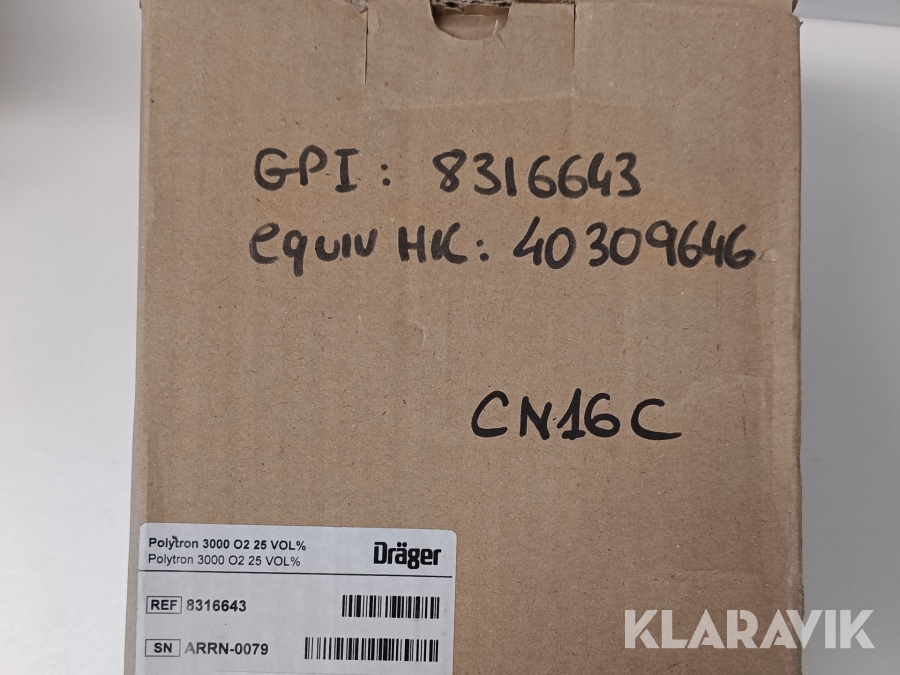 GPI: 8316643
equiv HK: 40309646
CN16C
Polytron 3000 O2 25 VOL%
Polytron 3000 O2 25 VOL%
Dräger
REF 8316643
SN ARRN-0079
KLARAVIK